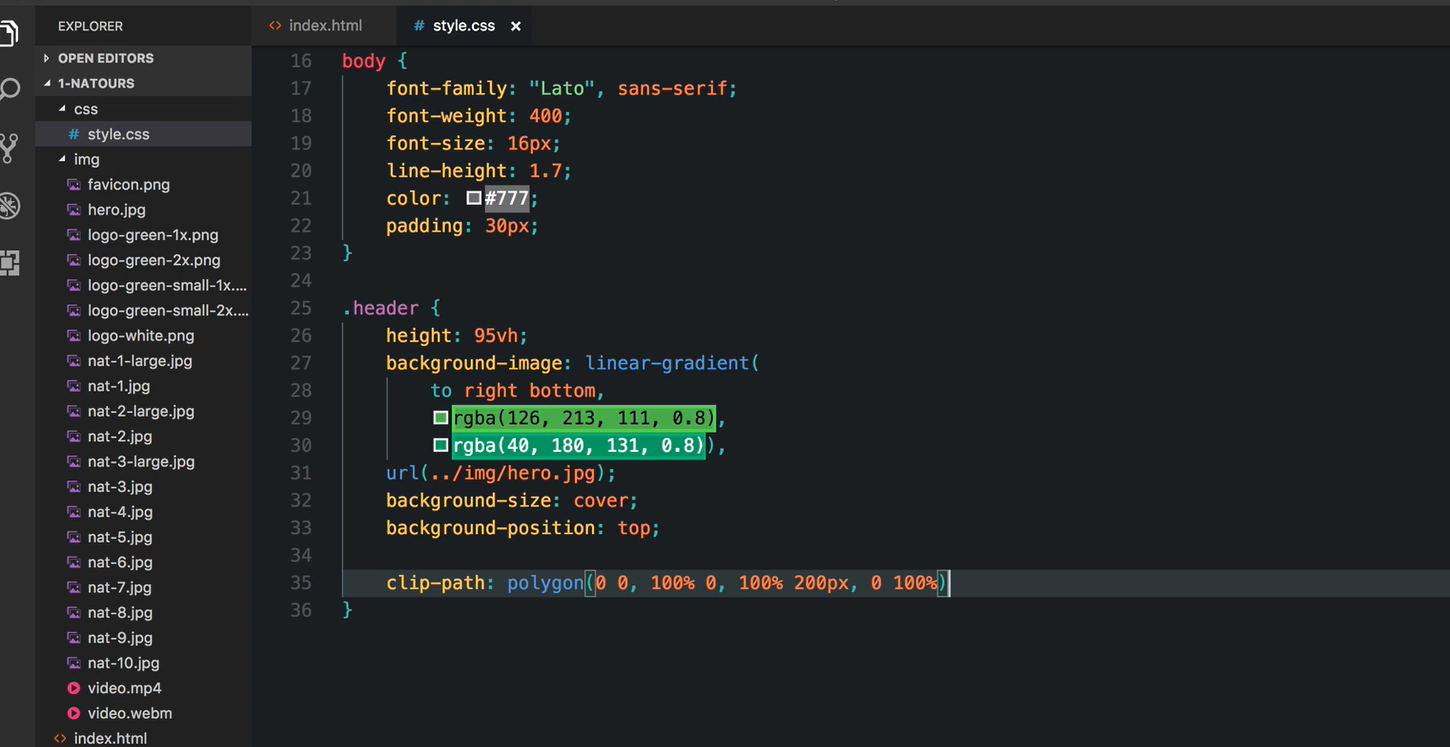 EXPLORER
OPEN EDITORS
1-NATOURS
css
# style.css
img
favicon.png
hero.jpg
logo-green-1x.png
logo-green-2x.png
logo-green-small-1x....
logo-green-small-2x....
logo-white.png
nat-1-large.jpg
nat-1.jpg
nat-2-large.jpg
nat-2.jpg
nat-3-large.jpg
nat-3.jpg
nat-4.jpg
nat-5.jpg
nat-6.jpg
nat-7.jpg
nat-8.jpg
nat-9.jpg
nat-10.jpg
video.mp4
video.webm
<> index.html
<> index.html # style.css ×
16 body {
17     font-family: "Lato", sans-serif;
18     font-weight: 400;
19     font-size: 16px;
20     line-height: 1.7;
21     color: #777;
22     padding: 30px;
23 }
24
25 .header {
26     height: 95vh;
27     background-image: linear-gradient(
28         to right bottom,
29         rgba(126, 213, 111, 0.8),
30         rgba(40, 180, 131, 0.8)),
31     url(../img/hero.jpg);
32     background-size: cover;
33     background-position: top;
34
35     clip-path: polygon(0 0, 100% 0, 100% 200px, 0 100%)
36 }